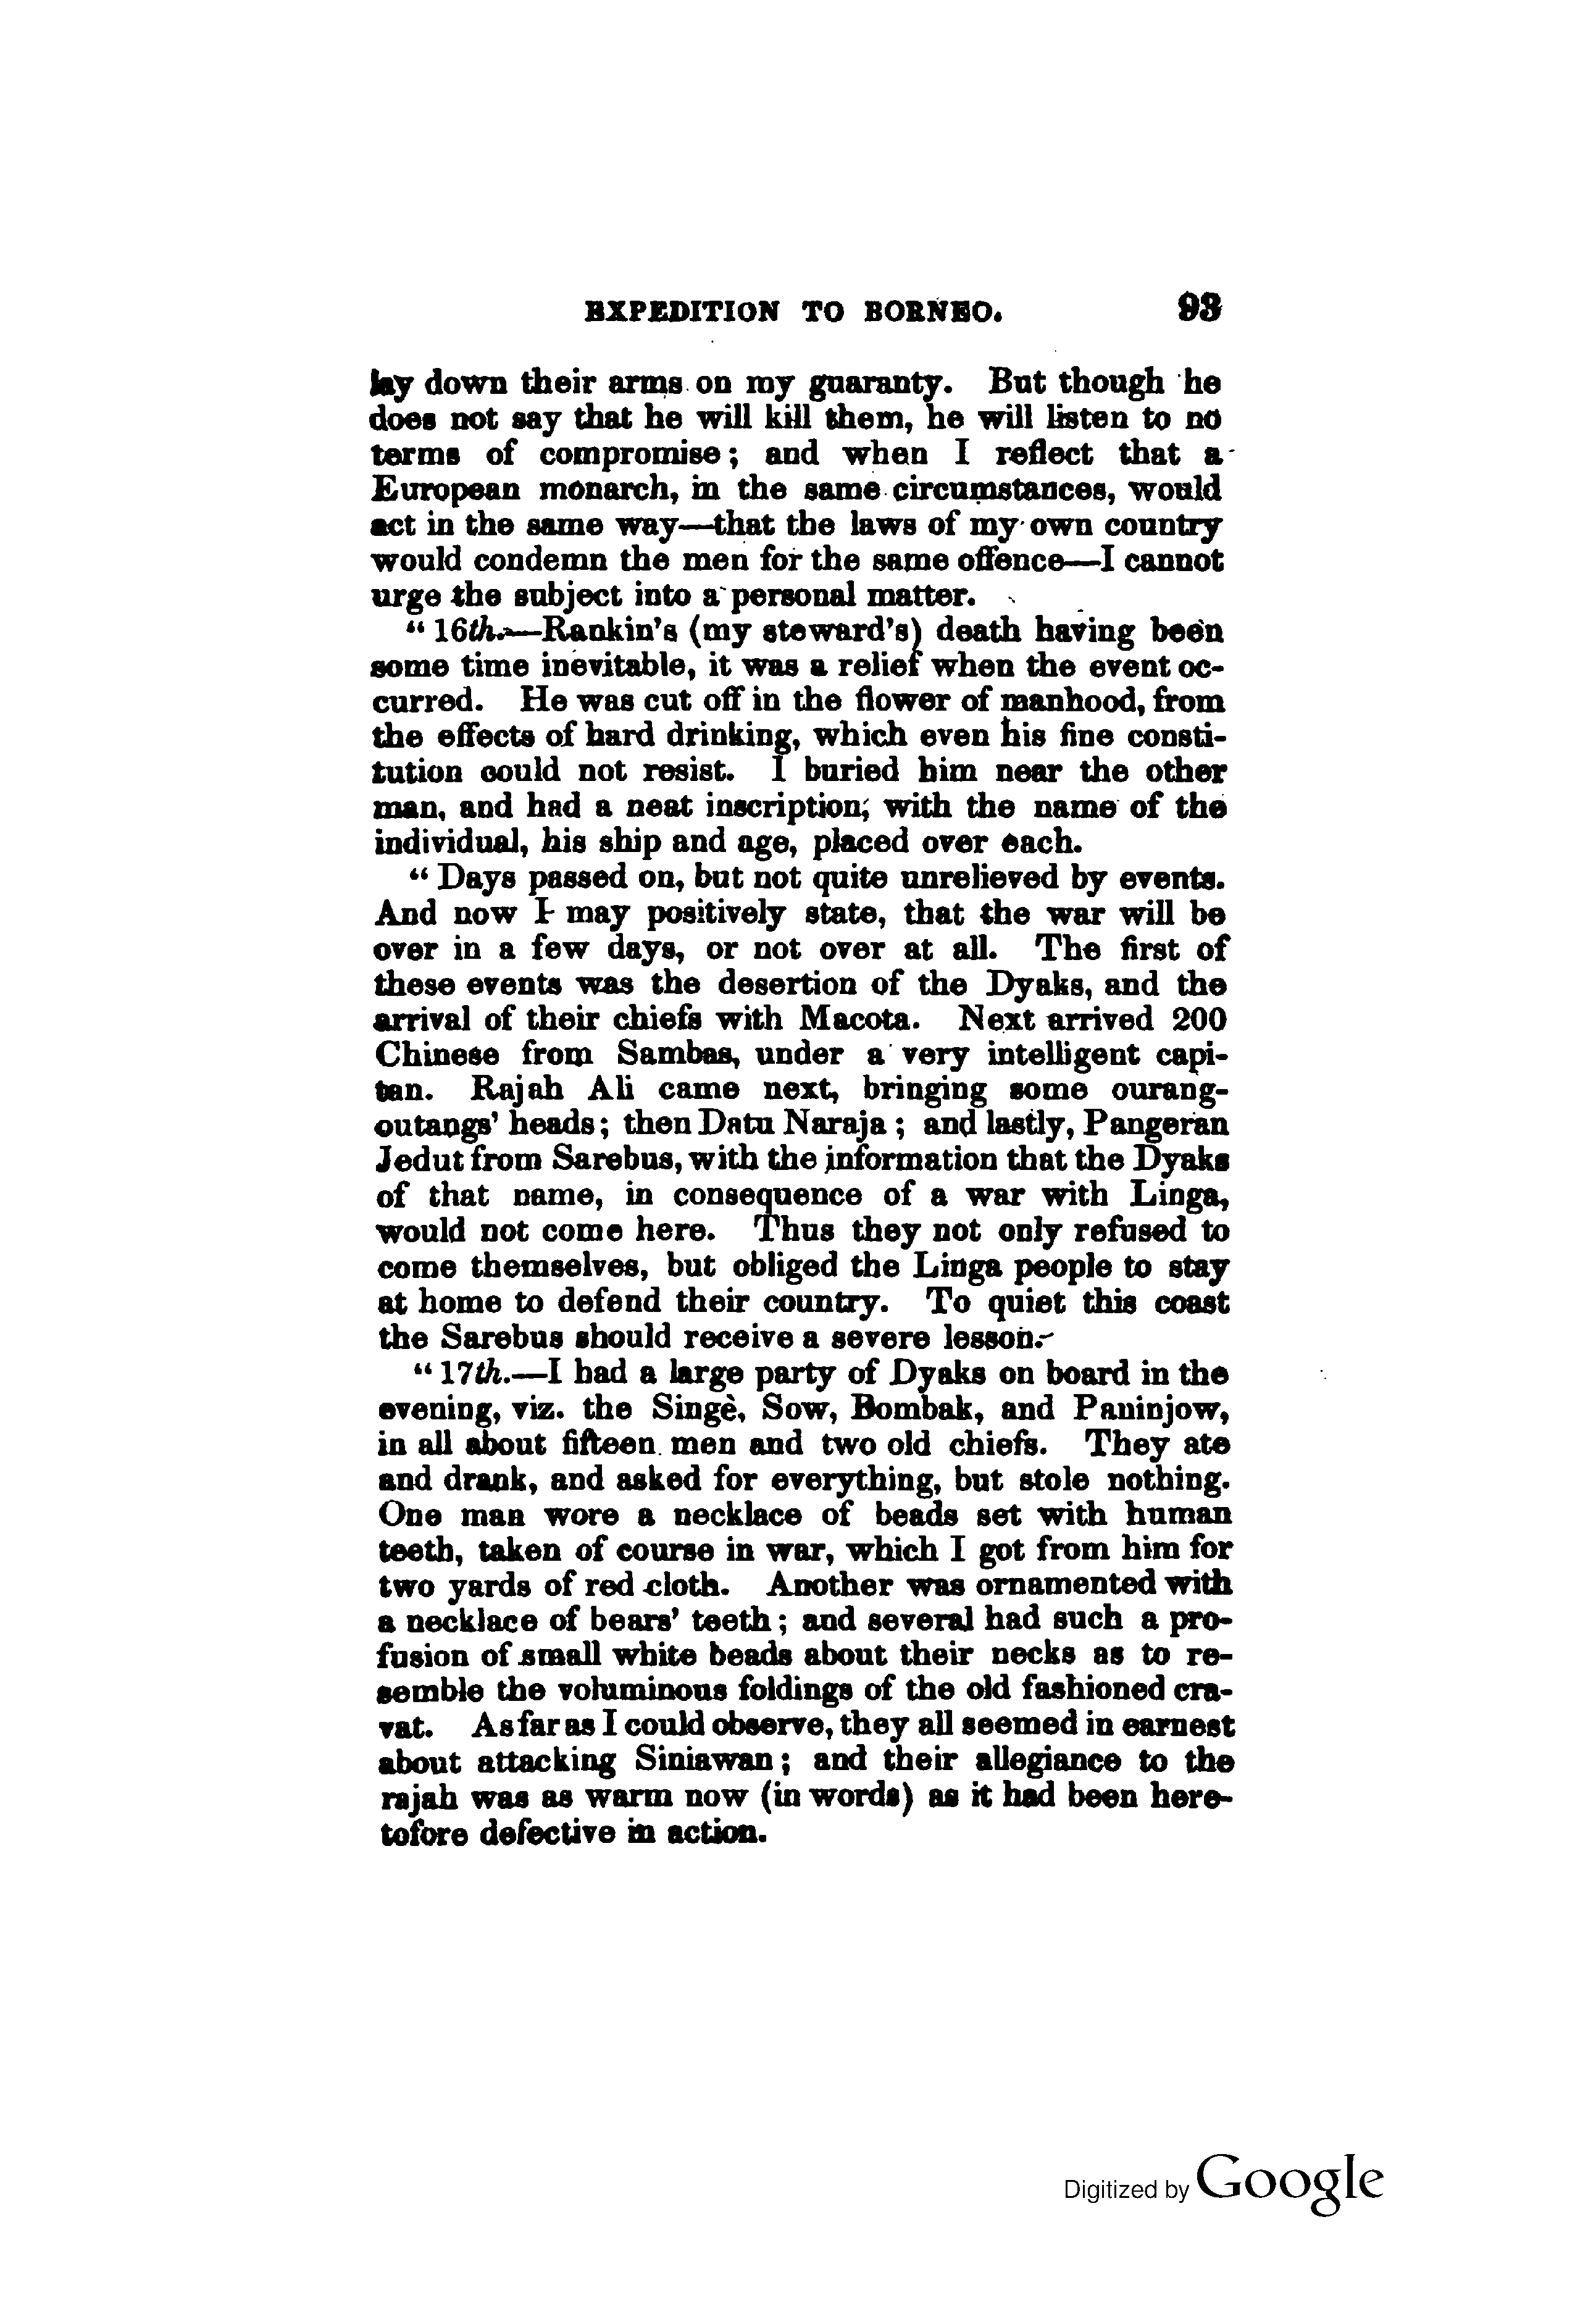 EXPEDITION TO BORNEO. 93
lay down their arms on my guaranty. But though he
does not say that he will kill them, he will listen to no
terms of compromise; and when I reflect that a
European monarch, in the same circumstances, would
act in the same way—that the laws of my own country
would condemn the men for the same offence—I cannot
urge the subject into a personal matter.
“ 16th.—Rankin's (my steward's) death having been
some time inevitable, it was a relief when the event oc-
curred. He was cut off in the flower of manhood, from
the effects of hard drinking, which even his fine consti-
tution could not resist. I buried him near the other
man, and had a neat inscription, with the name of the
individual, his ship and age, placed over each.
“ Days passed on, but not quite unrelieved by events.
And now I may positively state, that the war will be
over in a few days, or not over at all. The first of
these events was the desertion of the Dyaks, and the
arrival of their chiefs with Macota. Next arrived 200
Chinese from Sambas, under a very intelligent capi-
tan. Rajah Ali came next, bringing some ourang-
outangs' heads; then Datu Naraja; and lastly, Pangeran
Jedut from Sarebus, with the information that the Dyaks
of that name, in consequence of a war with Linga,
would not come here. Thus they not only refused to
come themselves, but obliged the Linga people to stay
at home to defend their country. To quiet this coast
the Sarebus should receive a severe lesson.
“ 17th.—I had a large party of Dyaks on board in the
evening, viz. the Singè, Sow, Bombak, and Paninjow,
in all about fifteen men and two old chiefs. They ate
and drank, and asked for everything, but stole nothing.
One man wore a necklace of beads set with human
teeth, taken of course in war, which I got from him for
two yards of red cloth. Another was ornamented with
a necklace of bears' teeth; and several had such a pro-
fusion of small white beads about their necks as to re-
semble the voluminous foldings of the old fashioned cra-
vat. As far as I could observe, they all seemed in earnest
about attacking Siniawan; and their allegiance to the
rajah was as warm now (in words) as it had been here-
tofore defective in action.
Digitized by Google